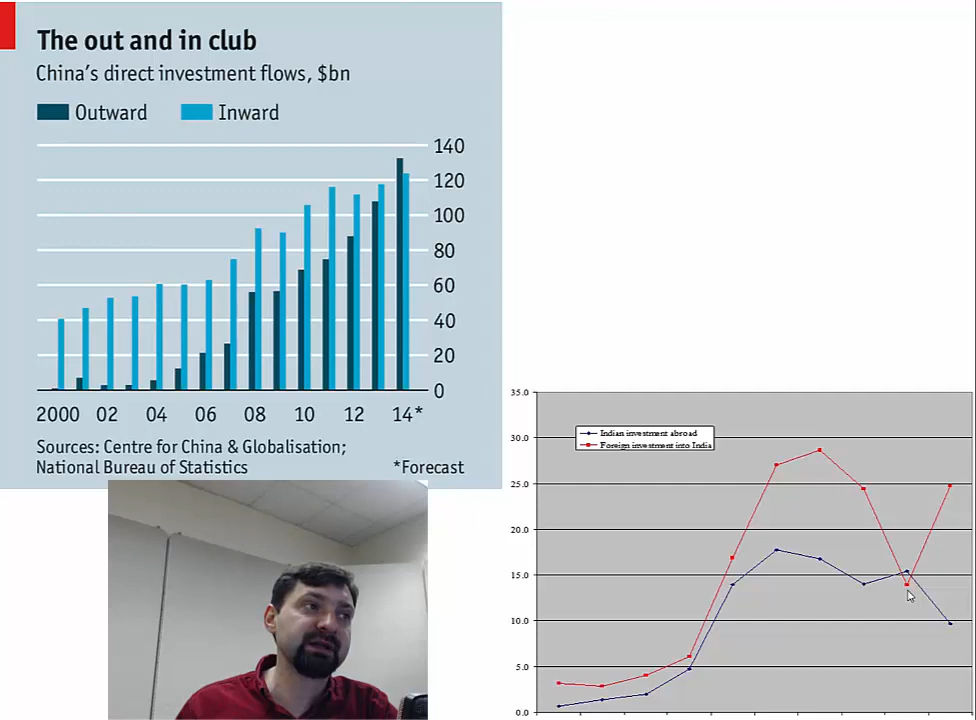 The out and in club
China's direct investment flows, $bn
Outward Inward
140
120
100
80
60
40
20
0
2000 02 04 06 08 10 12 14*
Sources: Centre for China & Globalisation;
National Bureau of Statistics *Forecast
35.0
30.0
25.0
20.0
15.0
10.0
5.0
0.0
Indian investment abroad
Foreign investment into India